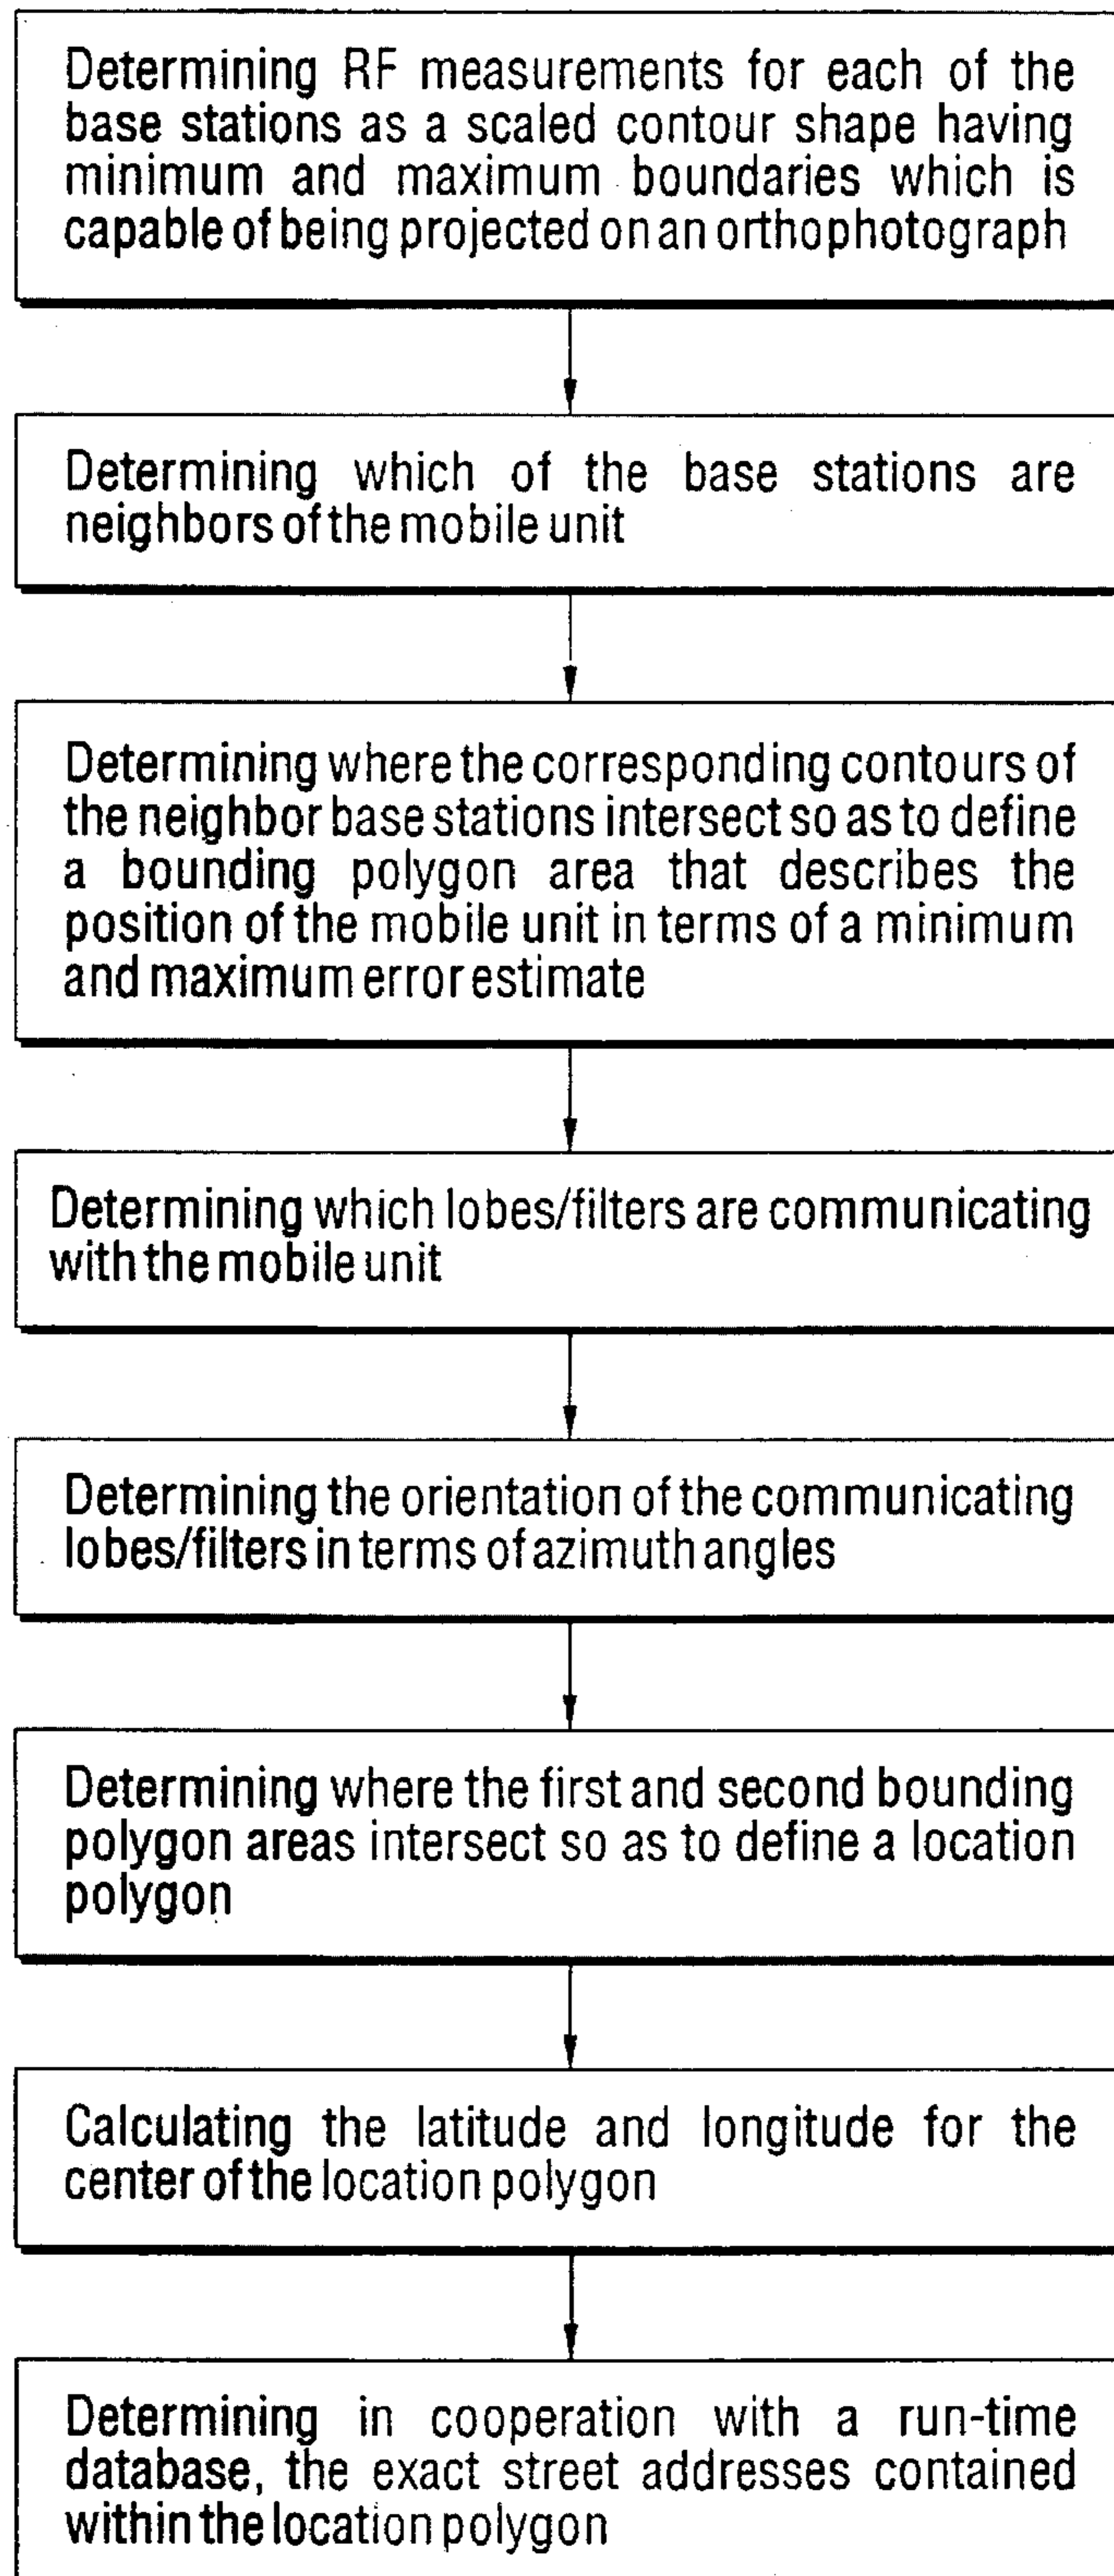 Determining RF measurements for each of the
base stations as a scaled contour shape having
minimum and maximum boundaries which is
capable of being projected on an orthophotograph
Determining which of the base stations are
neighbors of the mobile unit
Determining where the corresponding contours of
the neighbor base stations intersect so as to define
a bounding polygon area that describes the
position of the mobile unit in terms of a minimum
and maximum error estimate
Determining which lobes/filters are communicating
with the mobile unit
Determining the orientation of the communicating
lobes/filters in terms of azimuth angles
Determining where the first and second bounding
polygon areas intersect so as to define a location
polygon
Calculating the latitude and longitude for the
center of the location polygon
Determining in cooperation with a run-time
database, the exact street addresses contained
within the location polygon